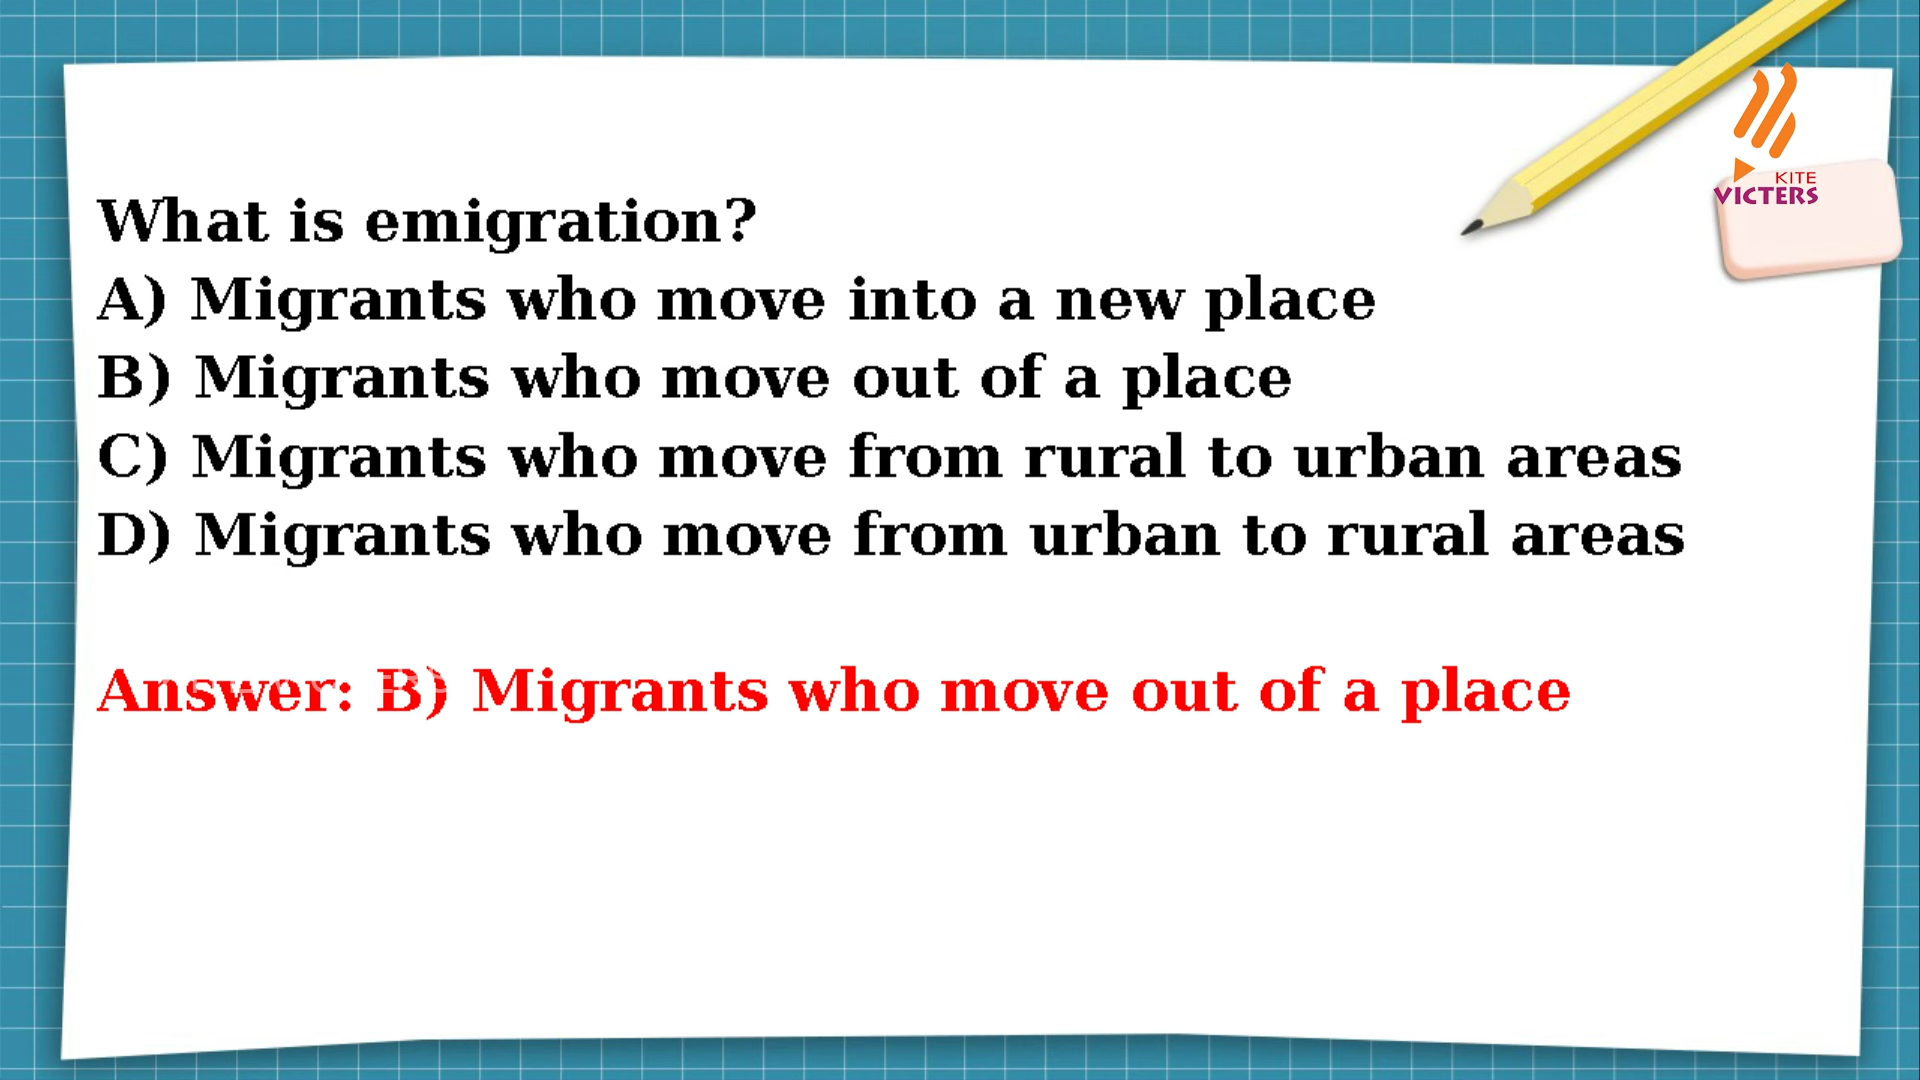 KITE
VICTERS
What is emigration?
A) Migrants who move into a new place
B) Migrants who move out of a place
C) Migrants who move from rural to urban areas
D) Migrants who move from urban to rural areas
Answer: B) Migrants who move out of a place